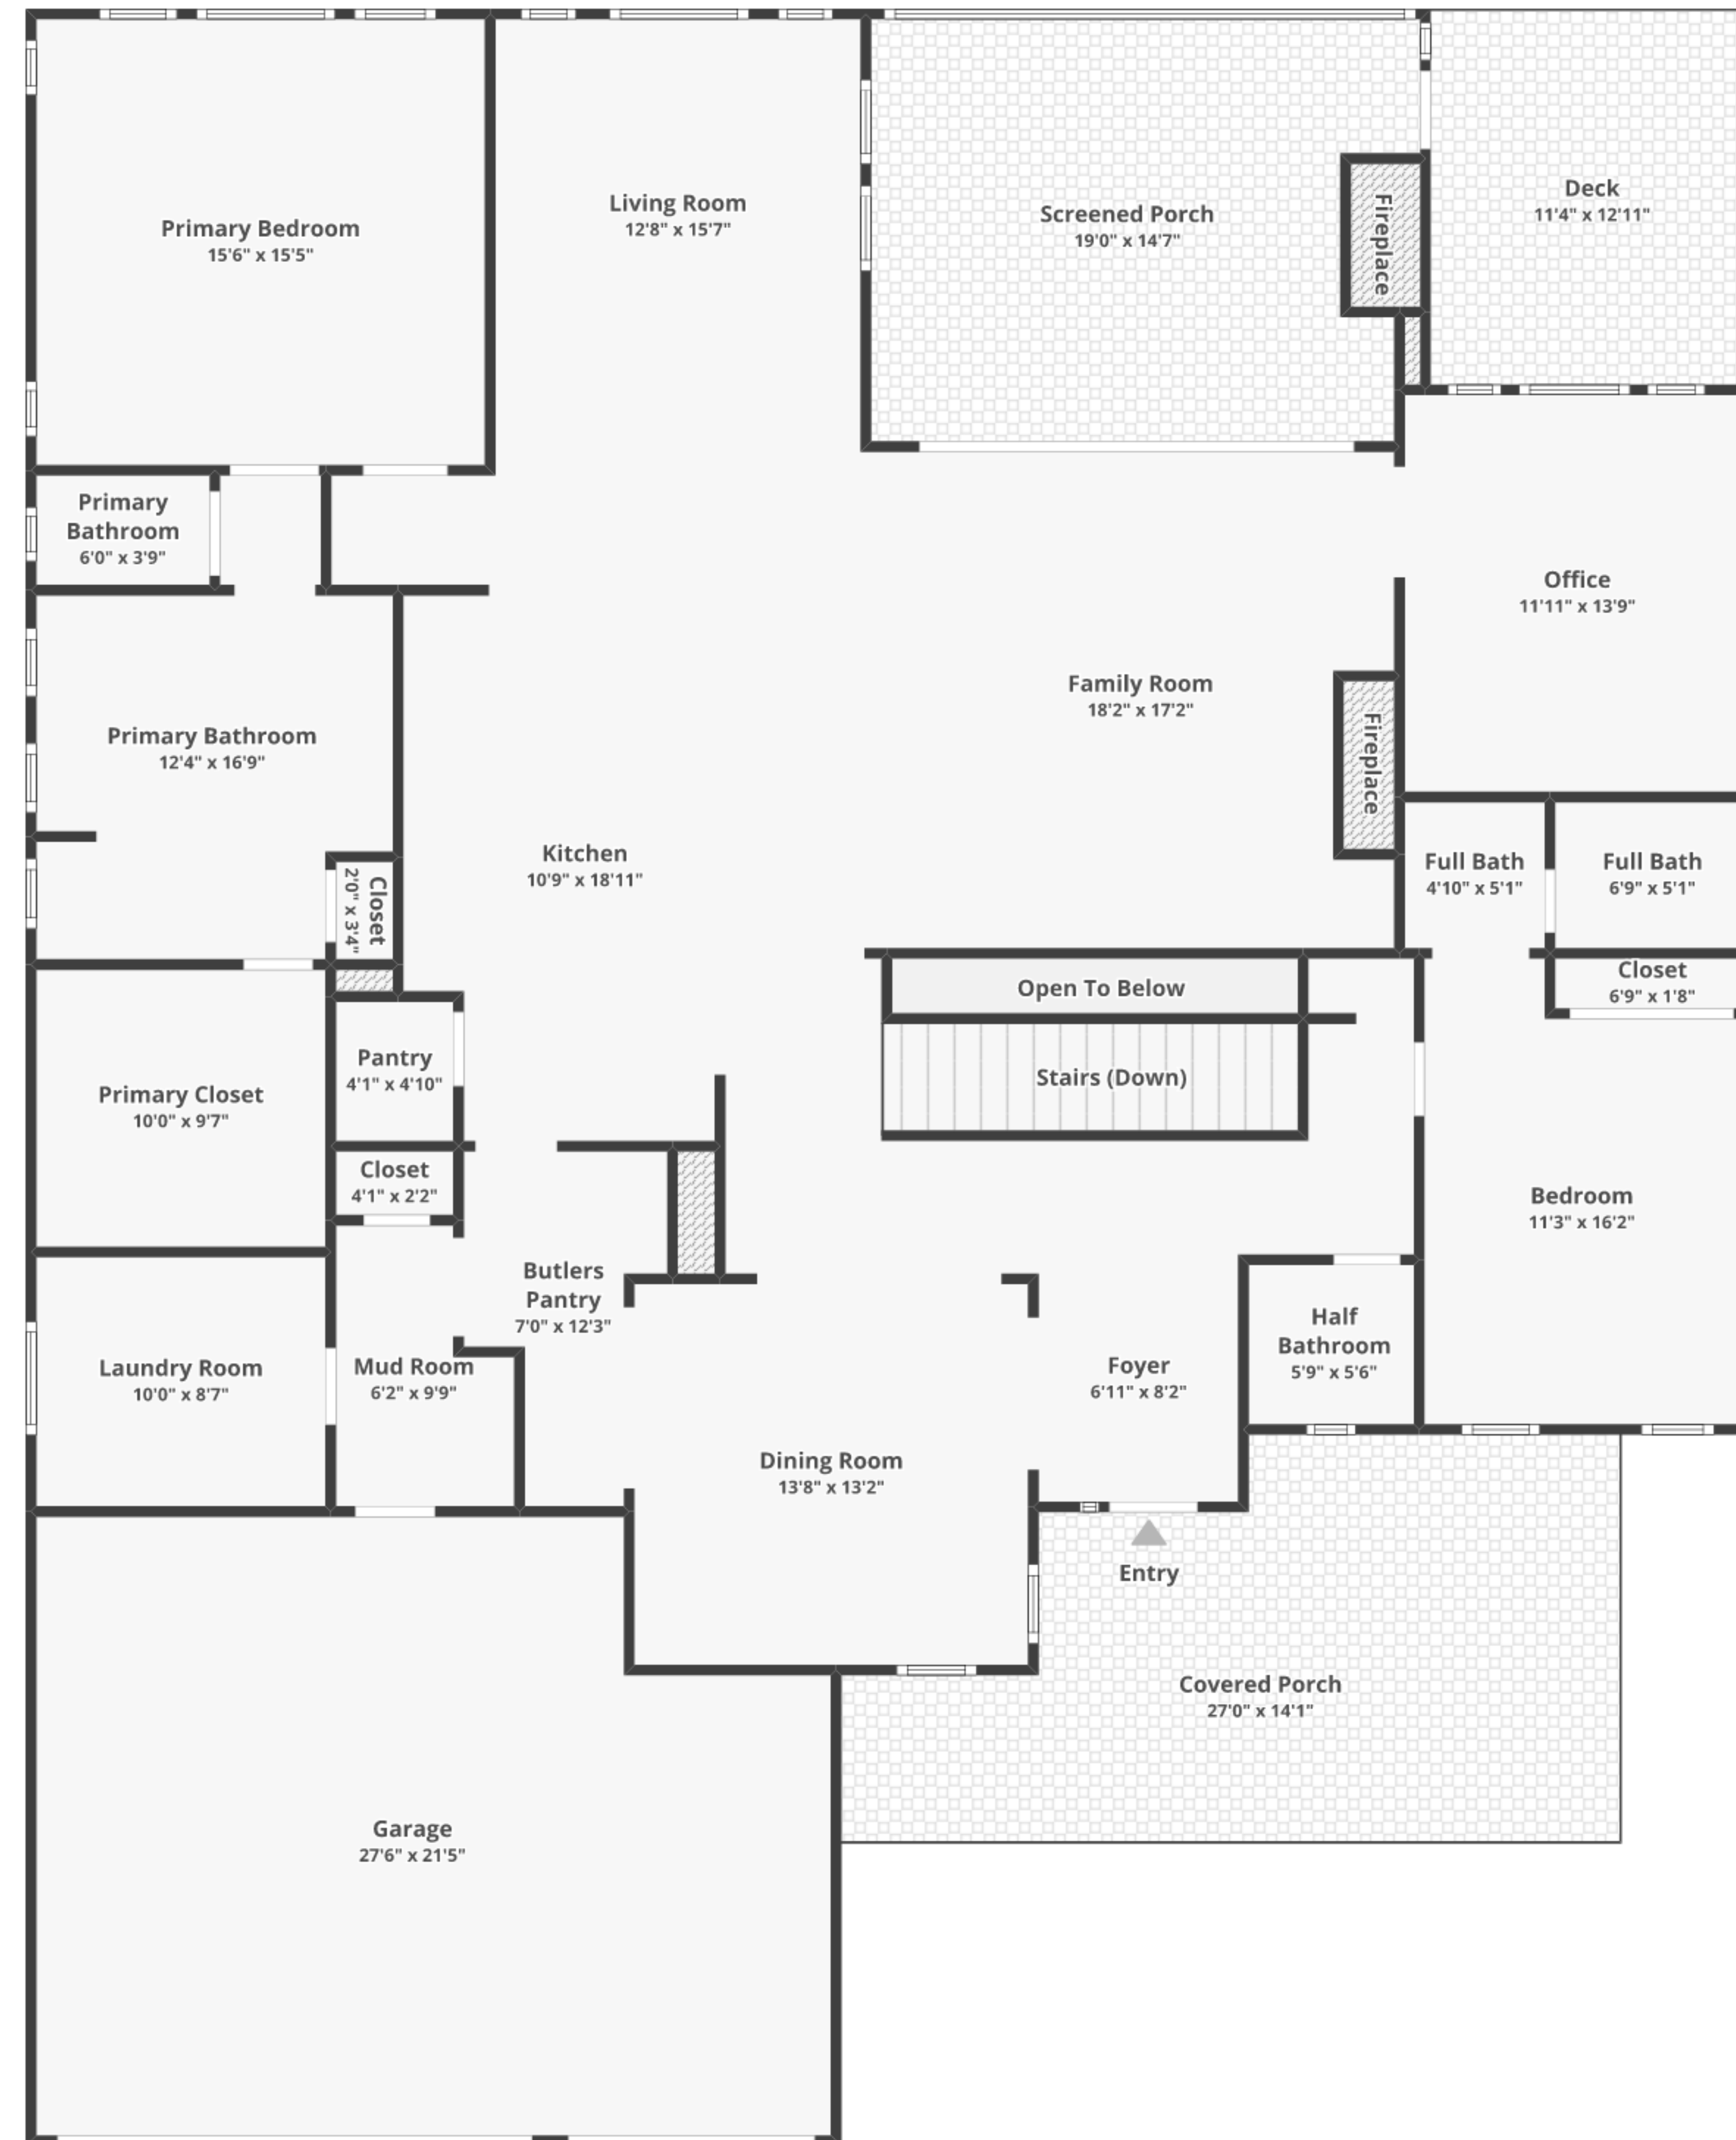 Primary Bedroom
15'6" x 15'5"
Living Room
12'8" x 15'7"
Screened Porch
19'0" x 14'7"
Fireplace
Deck
11'4" x 12'11"
Primary
Bathroom
6'0" x 3'9"
Office
11'11" x 13'9"
Family Room
18'2" x 17'2"
Fireplace
Primary Bathroom
12'4" x 16'9"
Kitchen
10'9" x 18'11"
Full Bath
4'10" x 5'1"
Full Bath
6'9" x 5'1"
Closet
2'0" x 3'4"
Closet
6'9" x 1'8"
Open To Below
Stairs (Down)
Pantry
4'1" x 4'10"
Primary Closet
10'0" x 9'7"
Closet
4'1" x 2'2"
Bedroom
11'3" x 16'2"
Butlers
Pantry
7'0" x 12'3"
Half
Bathroom
5'9" x 5'6"
Laundry Room
10'0" x 8'7"
Mud Room
6'2" x 9'9"
Foyer
6'11" x 8'2"
Dining Room
13'8" x 13'2"
Entry
Covered Porch
27'0" x 14'1"
Garage
27'6" x 21'5"